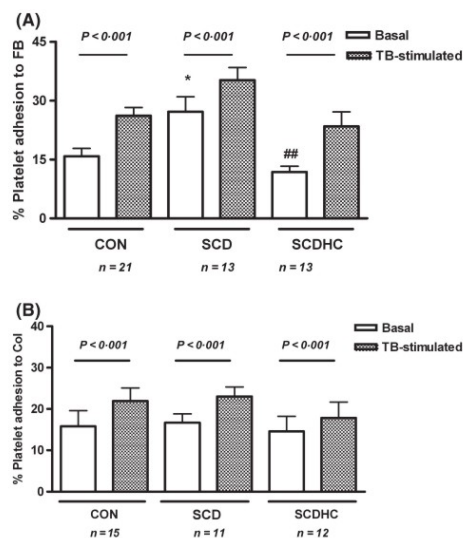 (A)
P < 0·001 P < 0·001 P < 0·001
Basal
TB-stimulated
% Platelet adhesion to FB
45
30
15
0
*
##
CON SCD SCDHC
n = 21 n = 13 n = 13
(B)
P < 0·001 P < 0·001 P < 0·001
Basal
TB-stimulated
% Platelet adhesion to Col
40
30
20
10
0
CON SCD SCDHC
n = 15 n = 11 n = 12